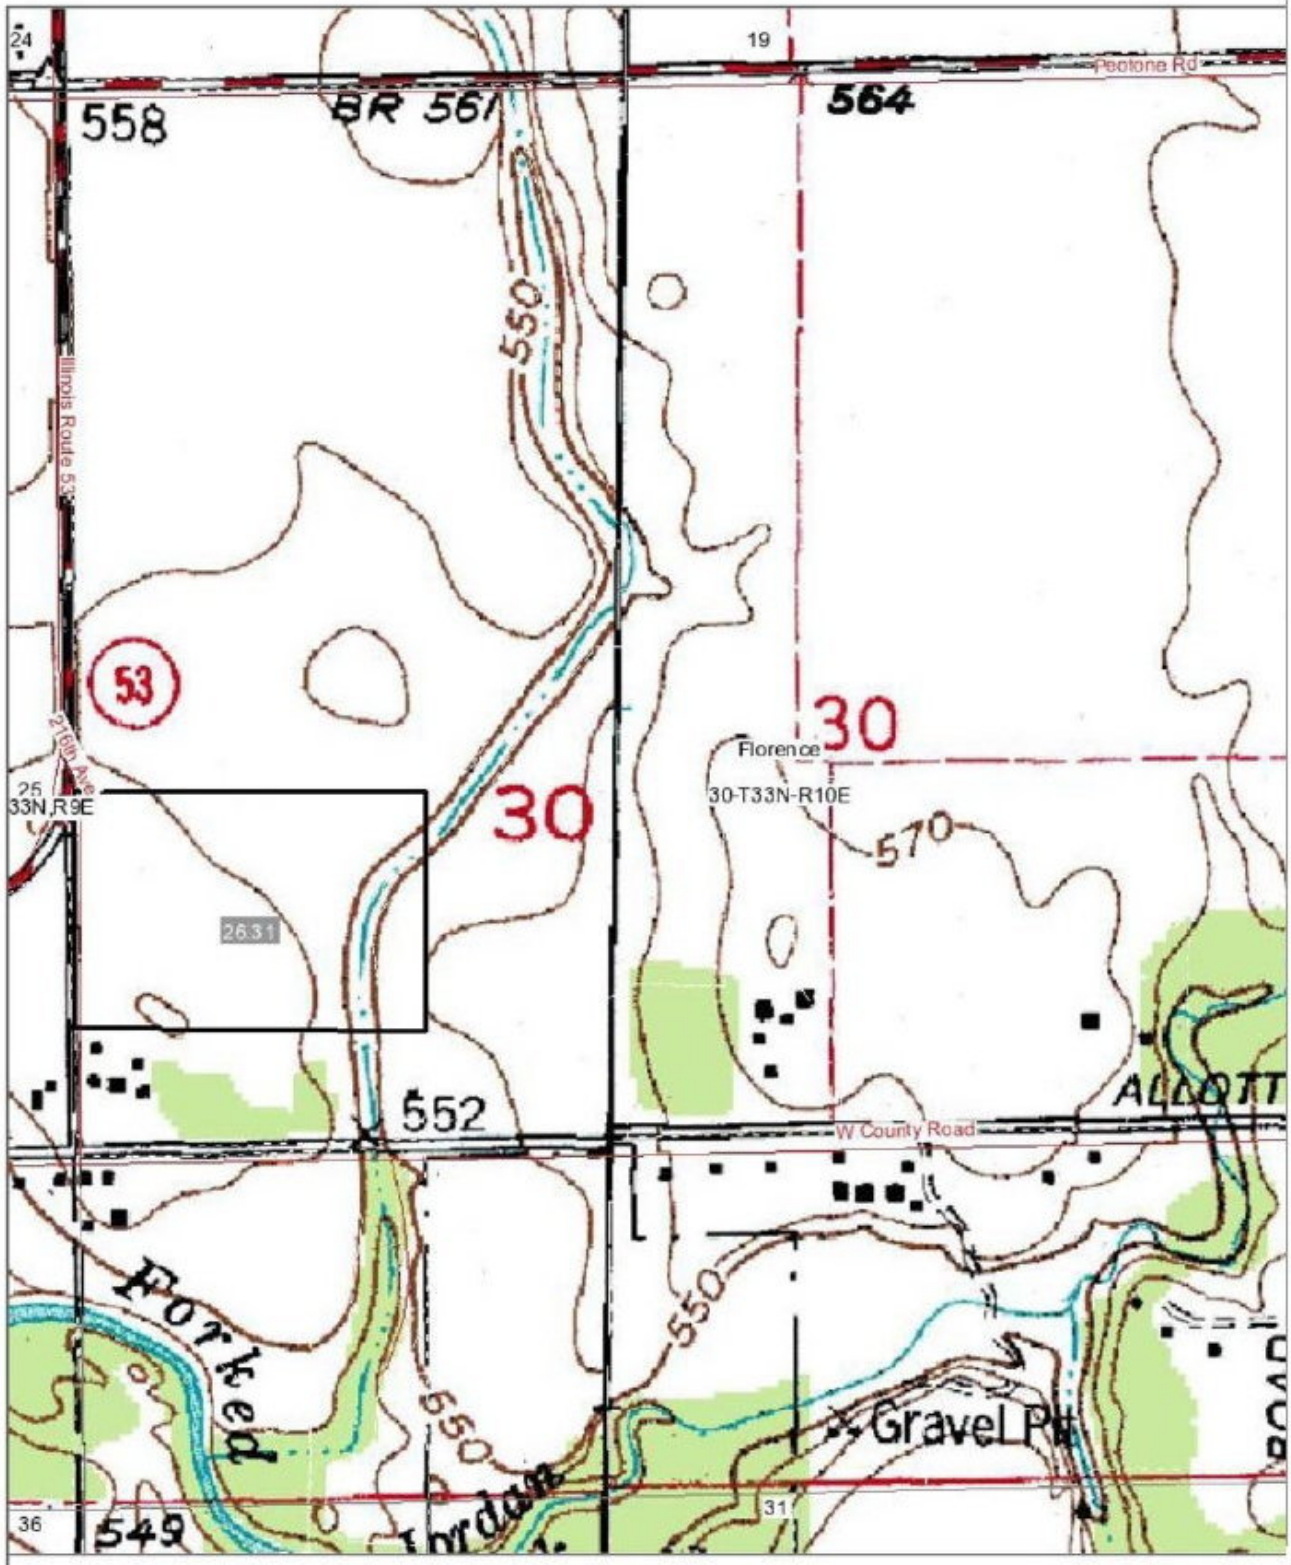 24
19
Peotone Rd
558
BR 561
564
550
Illinois Route 53
53
216th Ave
30
Florence
25
33N,R9E
30-T33N-R10E
30
570
26.31
552
ALLOTT
W County Road
Forked
550
550
Gravel Pit
ROAD
Jordan
36
549
31